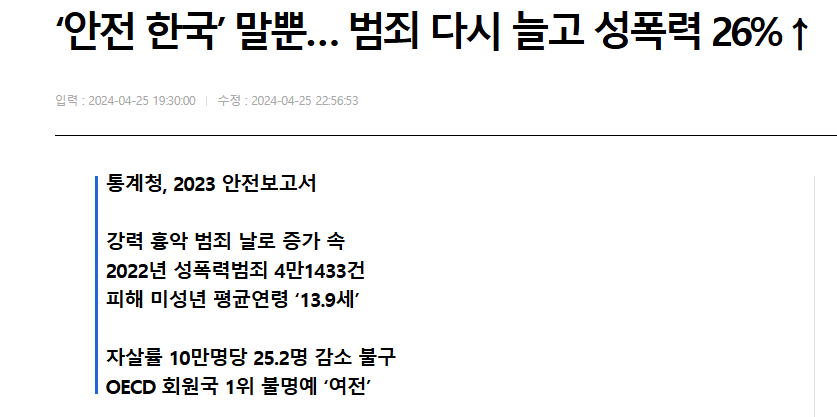 ‘안전 한국’ 말뿐… 범죄 다시 늘고 성폭력 26%↑
입력 : 2024-04-25 19:30:00 | 수정 : 2024-04-25 22:56:53
통계청, 2023 안전보고서
강력 흉악 범죄 날로 증가 속
2022년 성폭력범죄 4만1433건
피해 미성년 평균연령 ‘13.9세’
자살률 10만명당 25.2명 감소 불구
OECD 회원국 1위 불명예 ‘여전’